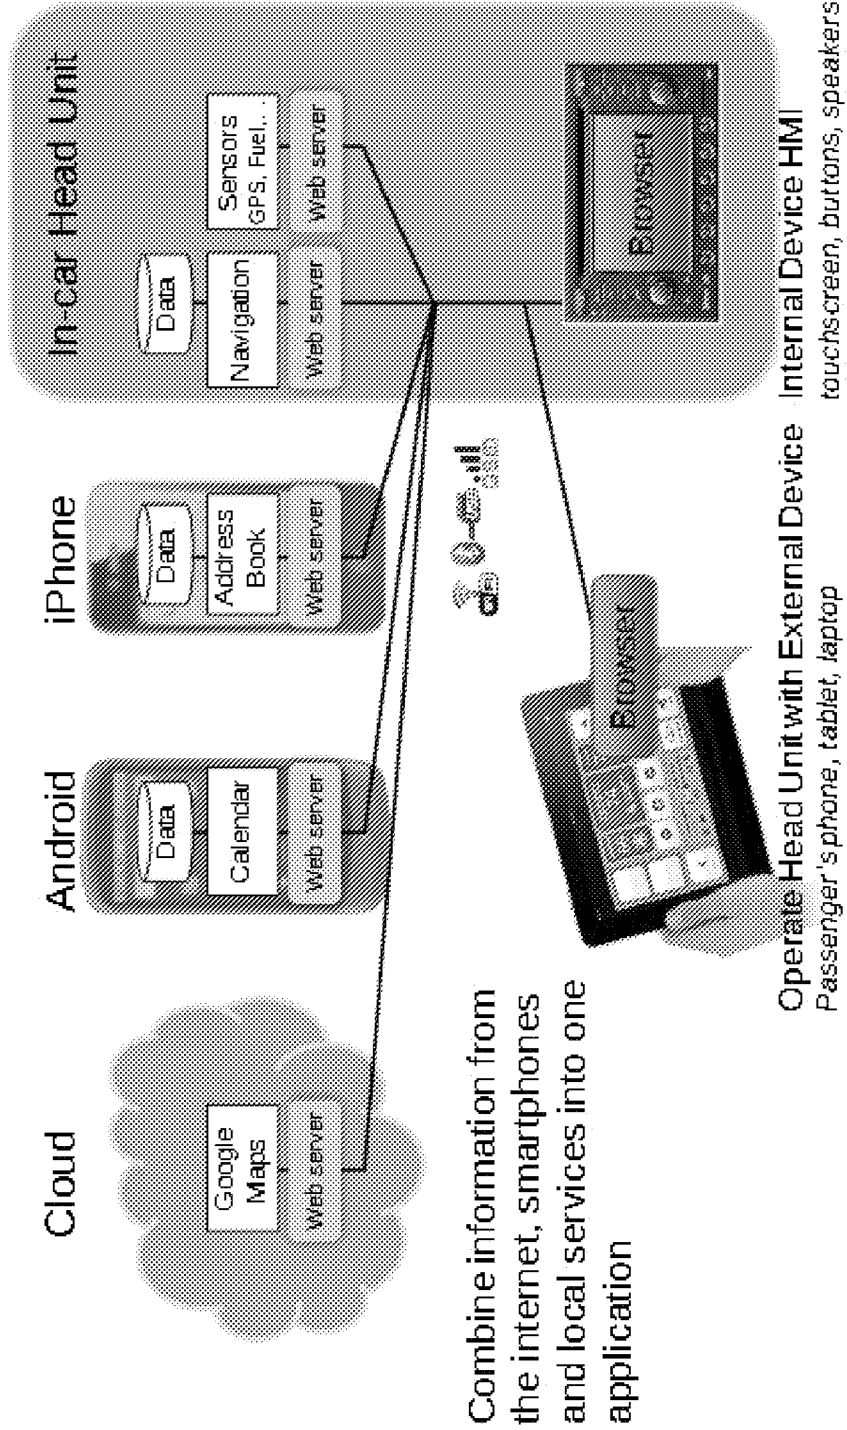 Cloud
Android
iPhone
In-car Head Unit
Google
Maps
Web server
Data
Calendar
Web server
Data
Address
Book
Web server
Data
Navigation
Web server
Sensors
GPS, Fuel,...
Web server
Combine information from
the internet, smartphones
and local services into one
application
Browser
Browser
Operate Head Unit with External Device
Passenger's phone, tablet, laptop
Internal Device HMI
touchscreen, buttons, speakers